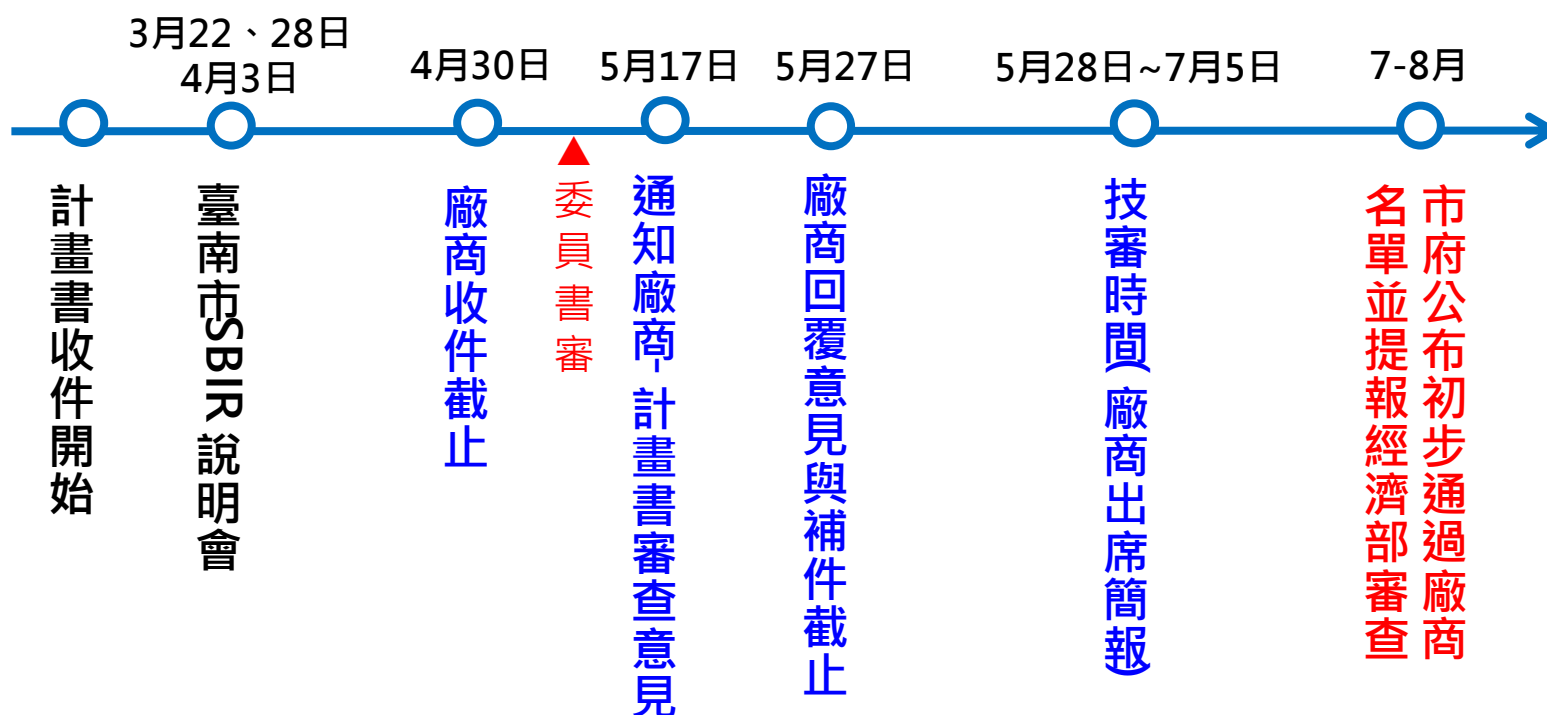 3月22、28日
4月3日
4月30日
5月17日
5月27日
5月28日~7月5日
7-8月
計畫書收件開始
臺南市SBIR 說明會
廠商收件截止
委員書審
通知廠商-計畫書審查意見
廠商回覆意見與補件截止
技審時間(廠商出席簡報)
市府公布初步通過廠商
名單並提報經濟部審查